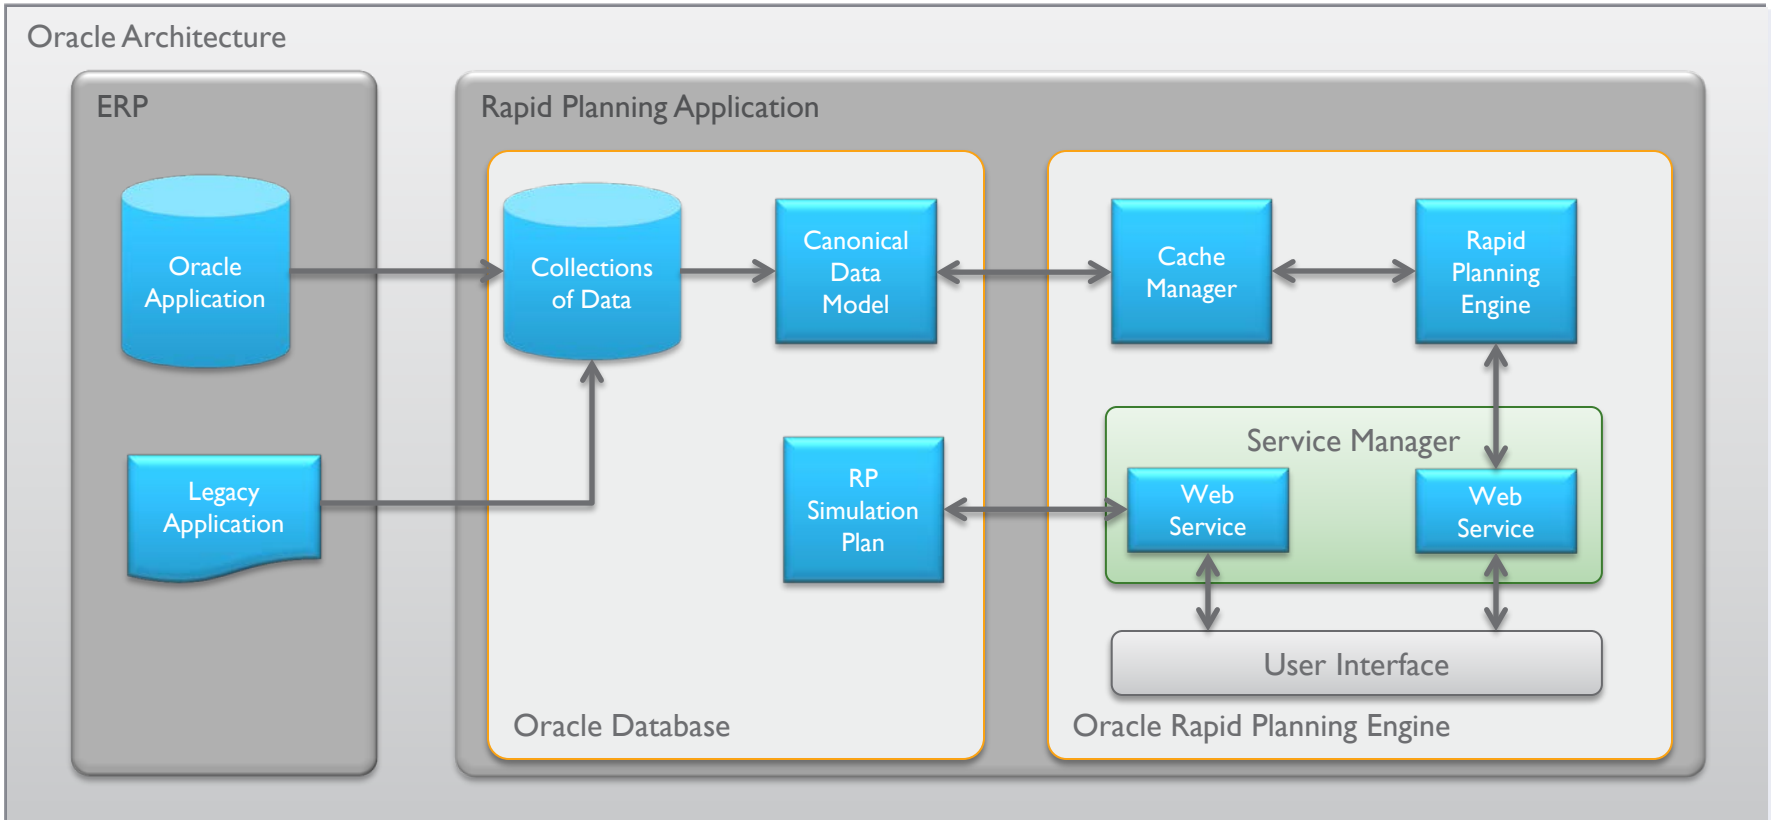 Oracle Architecture
ERP
Oracle
Application
Legacy
Application
Rapid Planning Application
Collections
of Data
Canonical
Data
Model
RP
Simulation
Plan
Oracle Database
Cache
Manager
Rapid
Planning
Engine
Service Manager
Web
Service
Web
Service
User Interface
Oracle Rapid Planning Engine